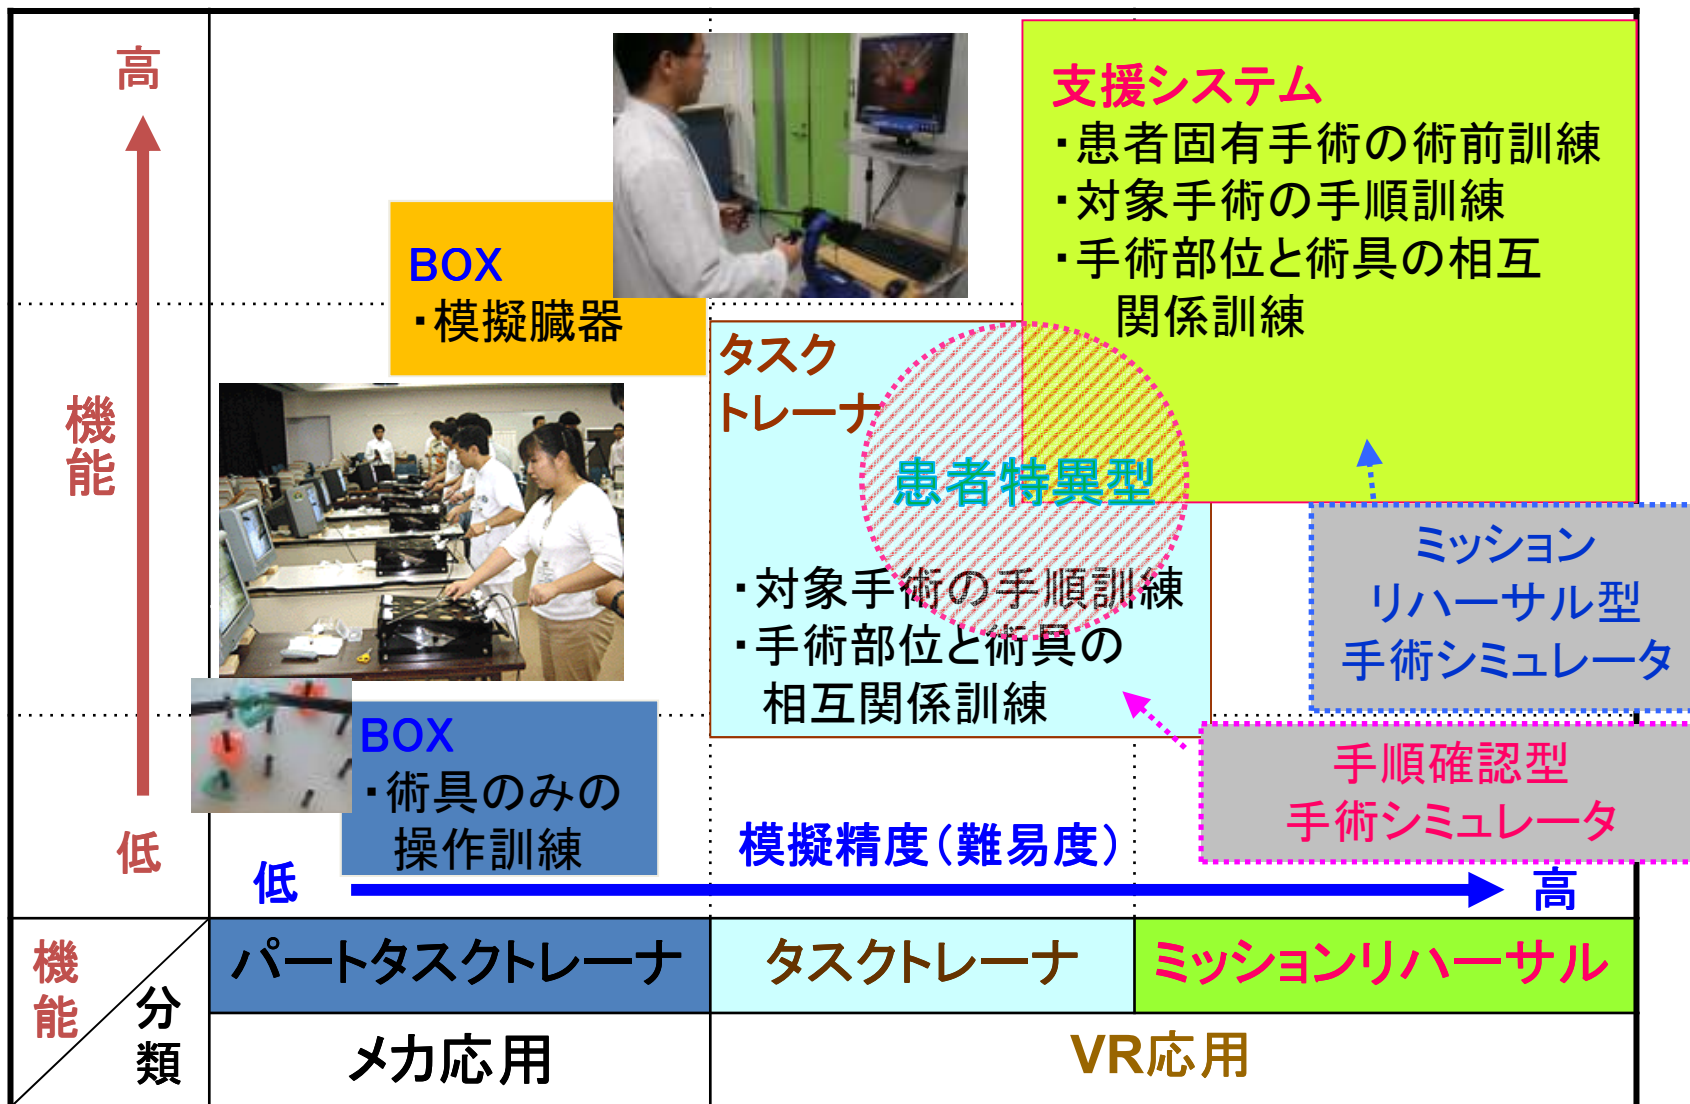 高
機能
低
支援システム
・患者固有手術の術前訓練
・対象手術の手順訓練
・手術部位と術具の相互
関係訓練
BOX
・模擬臓器
タスク
トレーナ
患者特異型
・対象手術の手順訓練
・手術部位と術具の
相互関係訓練
ミッション
リハーサル型
手術シミュレータ
手順確認型
手術シミュレータ
BOX
・術具のみの
操作訓練
模擬精度(難易度)
低
高
機能
分類
パートタスクトレーナ
タスクトレーナ
ミッションリハーサル
メカ応用
VR応用